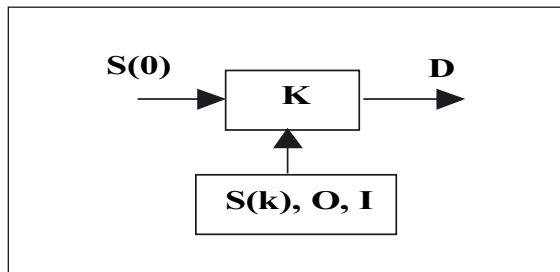 S(0)
D
K
S(k), O, I